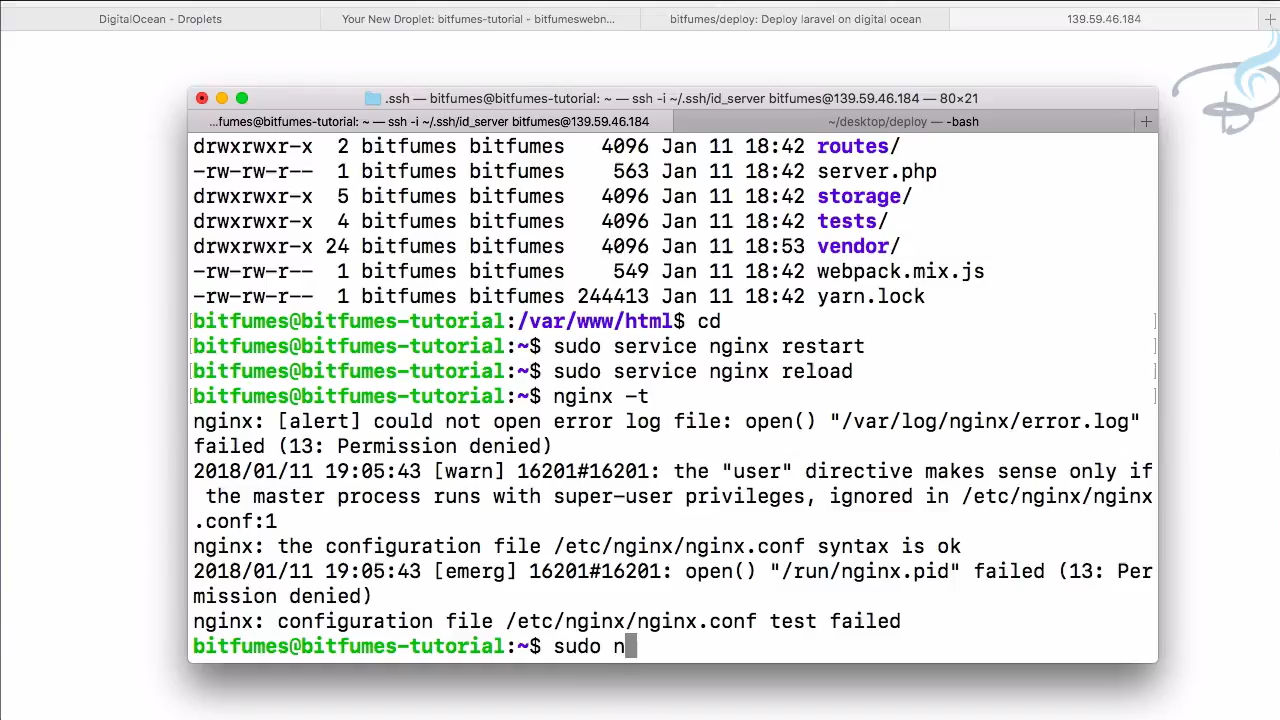 DigitalOcean - Droplets
Your New Droplet: bitfumes-tutorial - bitfumeswebn...
bitfumes/deploy: Deploy laravel on digital ocean
139.59.46.184
+
.ssh — bitfumes@bitfumes-tutorial: ~ — ssh -i ~/.ssh/id_server bitfumes@139.59.46.184 — 80×21
...fumes@bitfumes-tutorial: ~ — ssh -i ~/.ssh/id_server bitfumes@139.59.46.184
~/desktop/deploy — -bash
+
drwxrwxr-x  2 bitfumes bitfumes   4096 Jan 11 18:42 routes/
-rw-rw-r--  1 bitfumes bitfumes    563 Jan 11 18:42 server.php
drwxrwxr-x  5 bitfumes bitfumes   4096 Jan 11 18:42 storage/
drwxrwxr-x  4 bitfumes bitfumes   4096 Jan 11 18:42 tests/
drwxrwxr-x 24 bitfumes bitfumes   4096 Jan 11 18:53 vendor/
-rw-rw-r--  1 bitfumes bitfumes    549 Jan 11 18:42 webpack.mix.js
-rw-rw-r--  1 bitfumes bitfumes 244413 Jan 11 18:42 yarn.lock
bitfumes@bitfumes-tutorial:/var/www/html$ cd
bitfumes@bitfumes-tutorial:~$ sudo service nginx restart
bitfumes@bitfumes-tutorial:~$ sudo service nginx reload
bitfumes@bitfumes-tutorial:~$ nginx -t
nginx: [alert] could not open error log file: open() "/var/log/nginx/error.log"
failed (13: Permission denied)
2018/01/11 19:05:43 [warn] 16201#16201: the "user" directive makes sense only if
 the master process runs with super-user privileges, ignored in /etc/nginx/nginx
.conf:1
nginx: the configuration file /etc/nginx/nginx.conf syntax is ok
2018/01/11 19:05:43 [emerg] 16201#16201: open() "/run/nginx.pid" failed (13: Per
mission denied)
nginx: configuration file /etc/nginx/nginx.conf test failed
bitfumes@bitfumes-tutorial:~$ sudo n